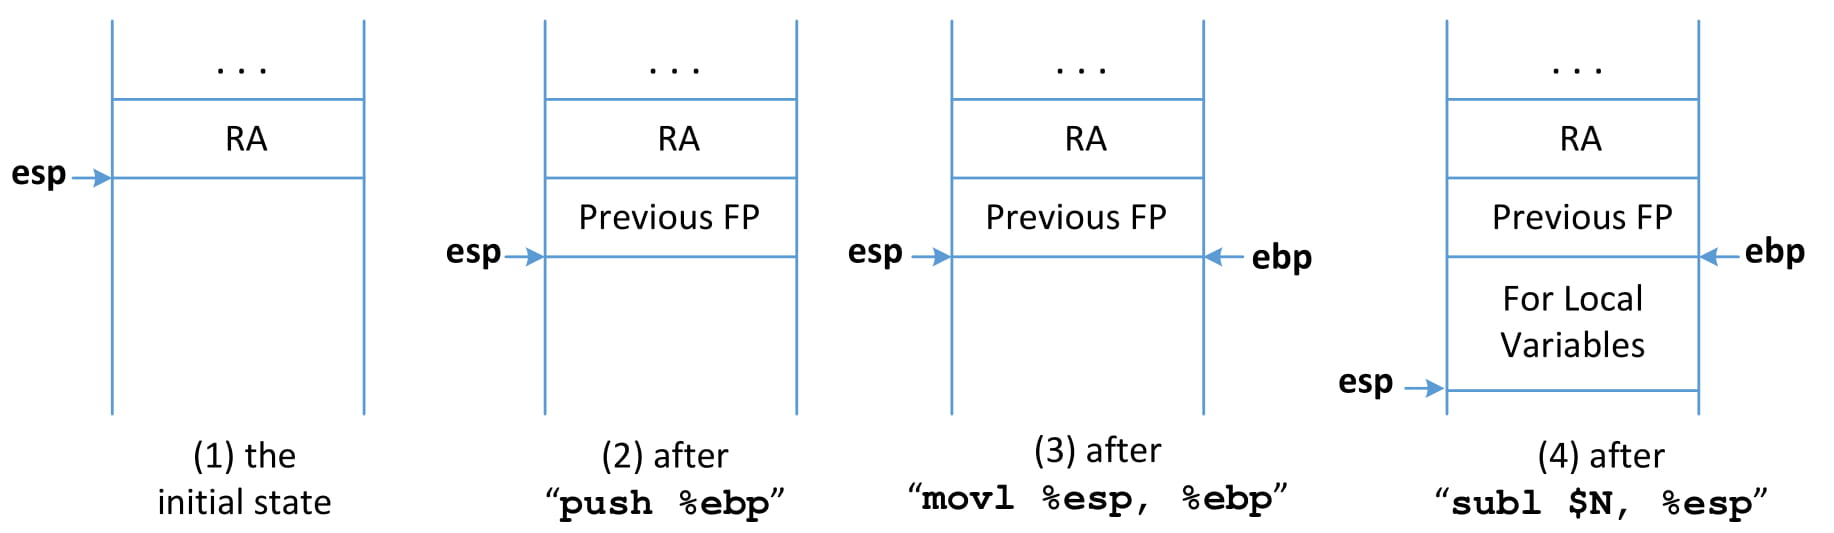 . . .
RA
esp
(1) the
initial state
. . .
RA
Previous FP
esp
(2) after
“push %ebp”
. . .
RA
Previous FP
esp
ebp
(3) after
“movl %esp, %ebp”
. . .
RA
Previous FP
ebp
For Local
Variables
esp
(4) after
“subl $N, %esp”